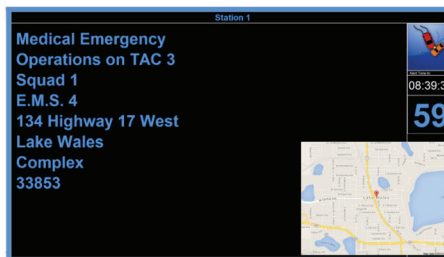 Station 1
Medical Emergency
Operations on TAC 3
Squad 1
E.M.S. 4
134 Highway 17 West
Lake Wales
Complex
33853
08:39:3
59